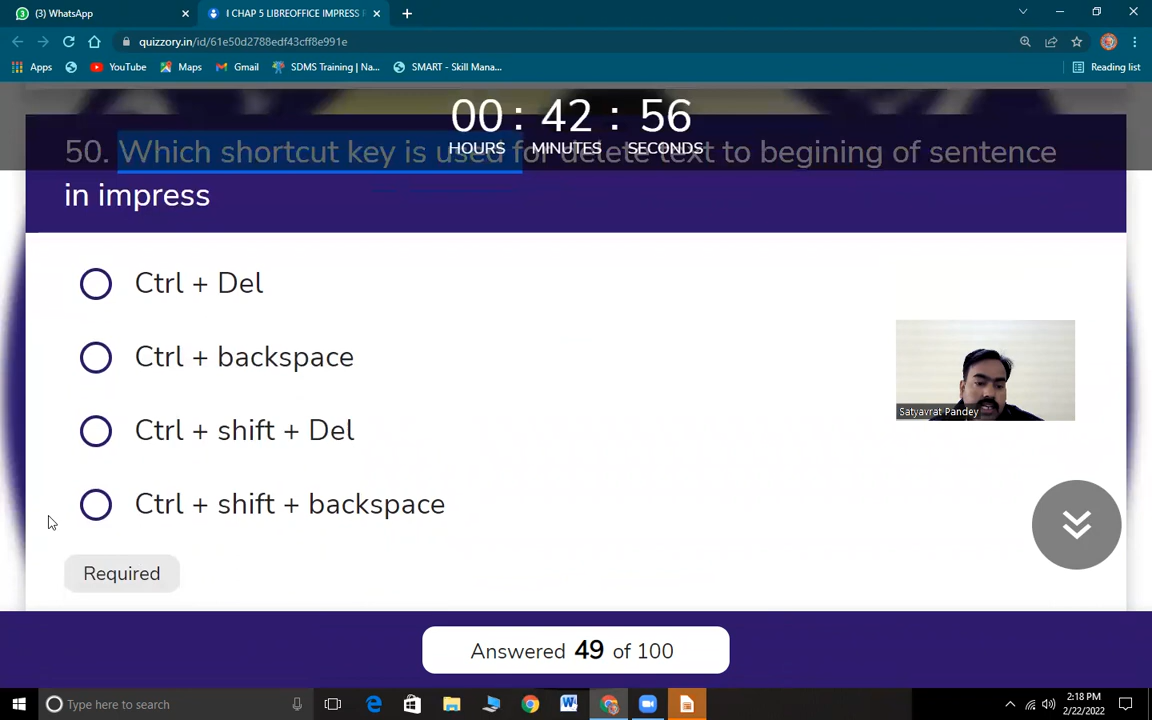 (3) WhatsApp
I CHAP 5 LIBREOFFICE IMPRESS
quizzory.in/id/61e50d2788edf43cff8e991e
Apps
YouTube
Maps
Gmail
SDMS Training | Na...
SMART - Skill Mana...
Reading list
00 : 42 : 56
HOURS MINUTES SECONDS
50. Which shortcut key is used for delete text to begining of sentence
in impress
Ctrl + Del
Ctrl + backspace
Ctrl + shift + Del
Ctrl + shift + backspace
Satyavrat Pandey
Required
Answered 49 of 100
Type here to search
2:18 PM
2/22/2022